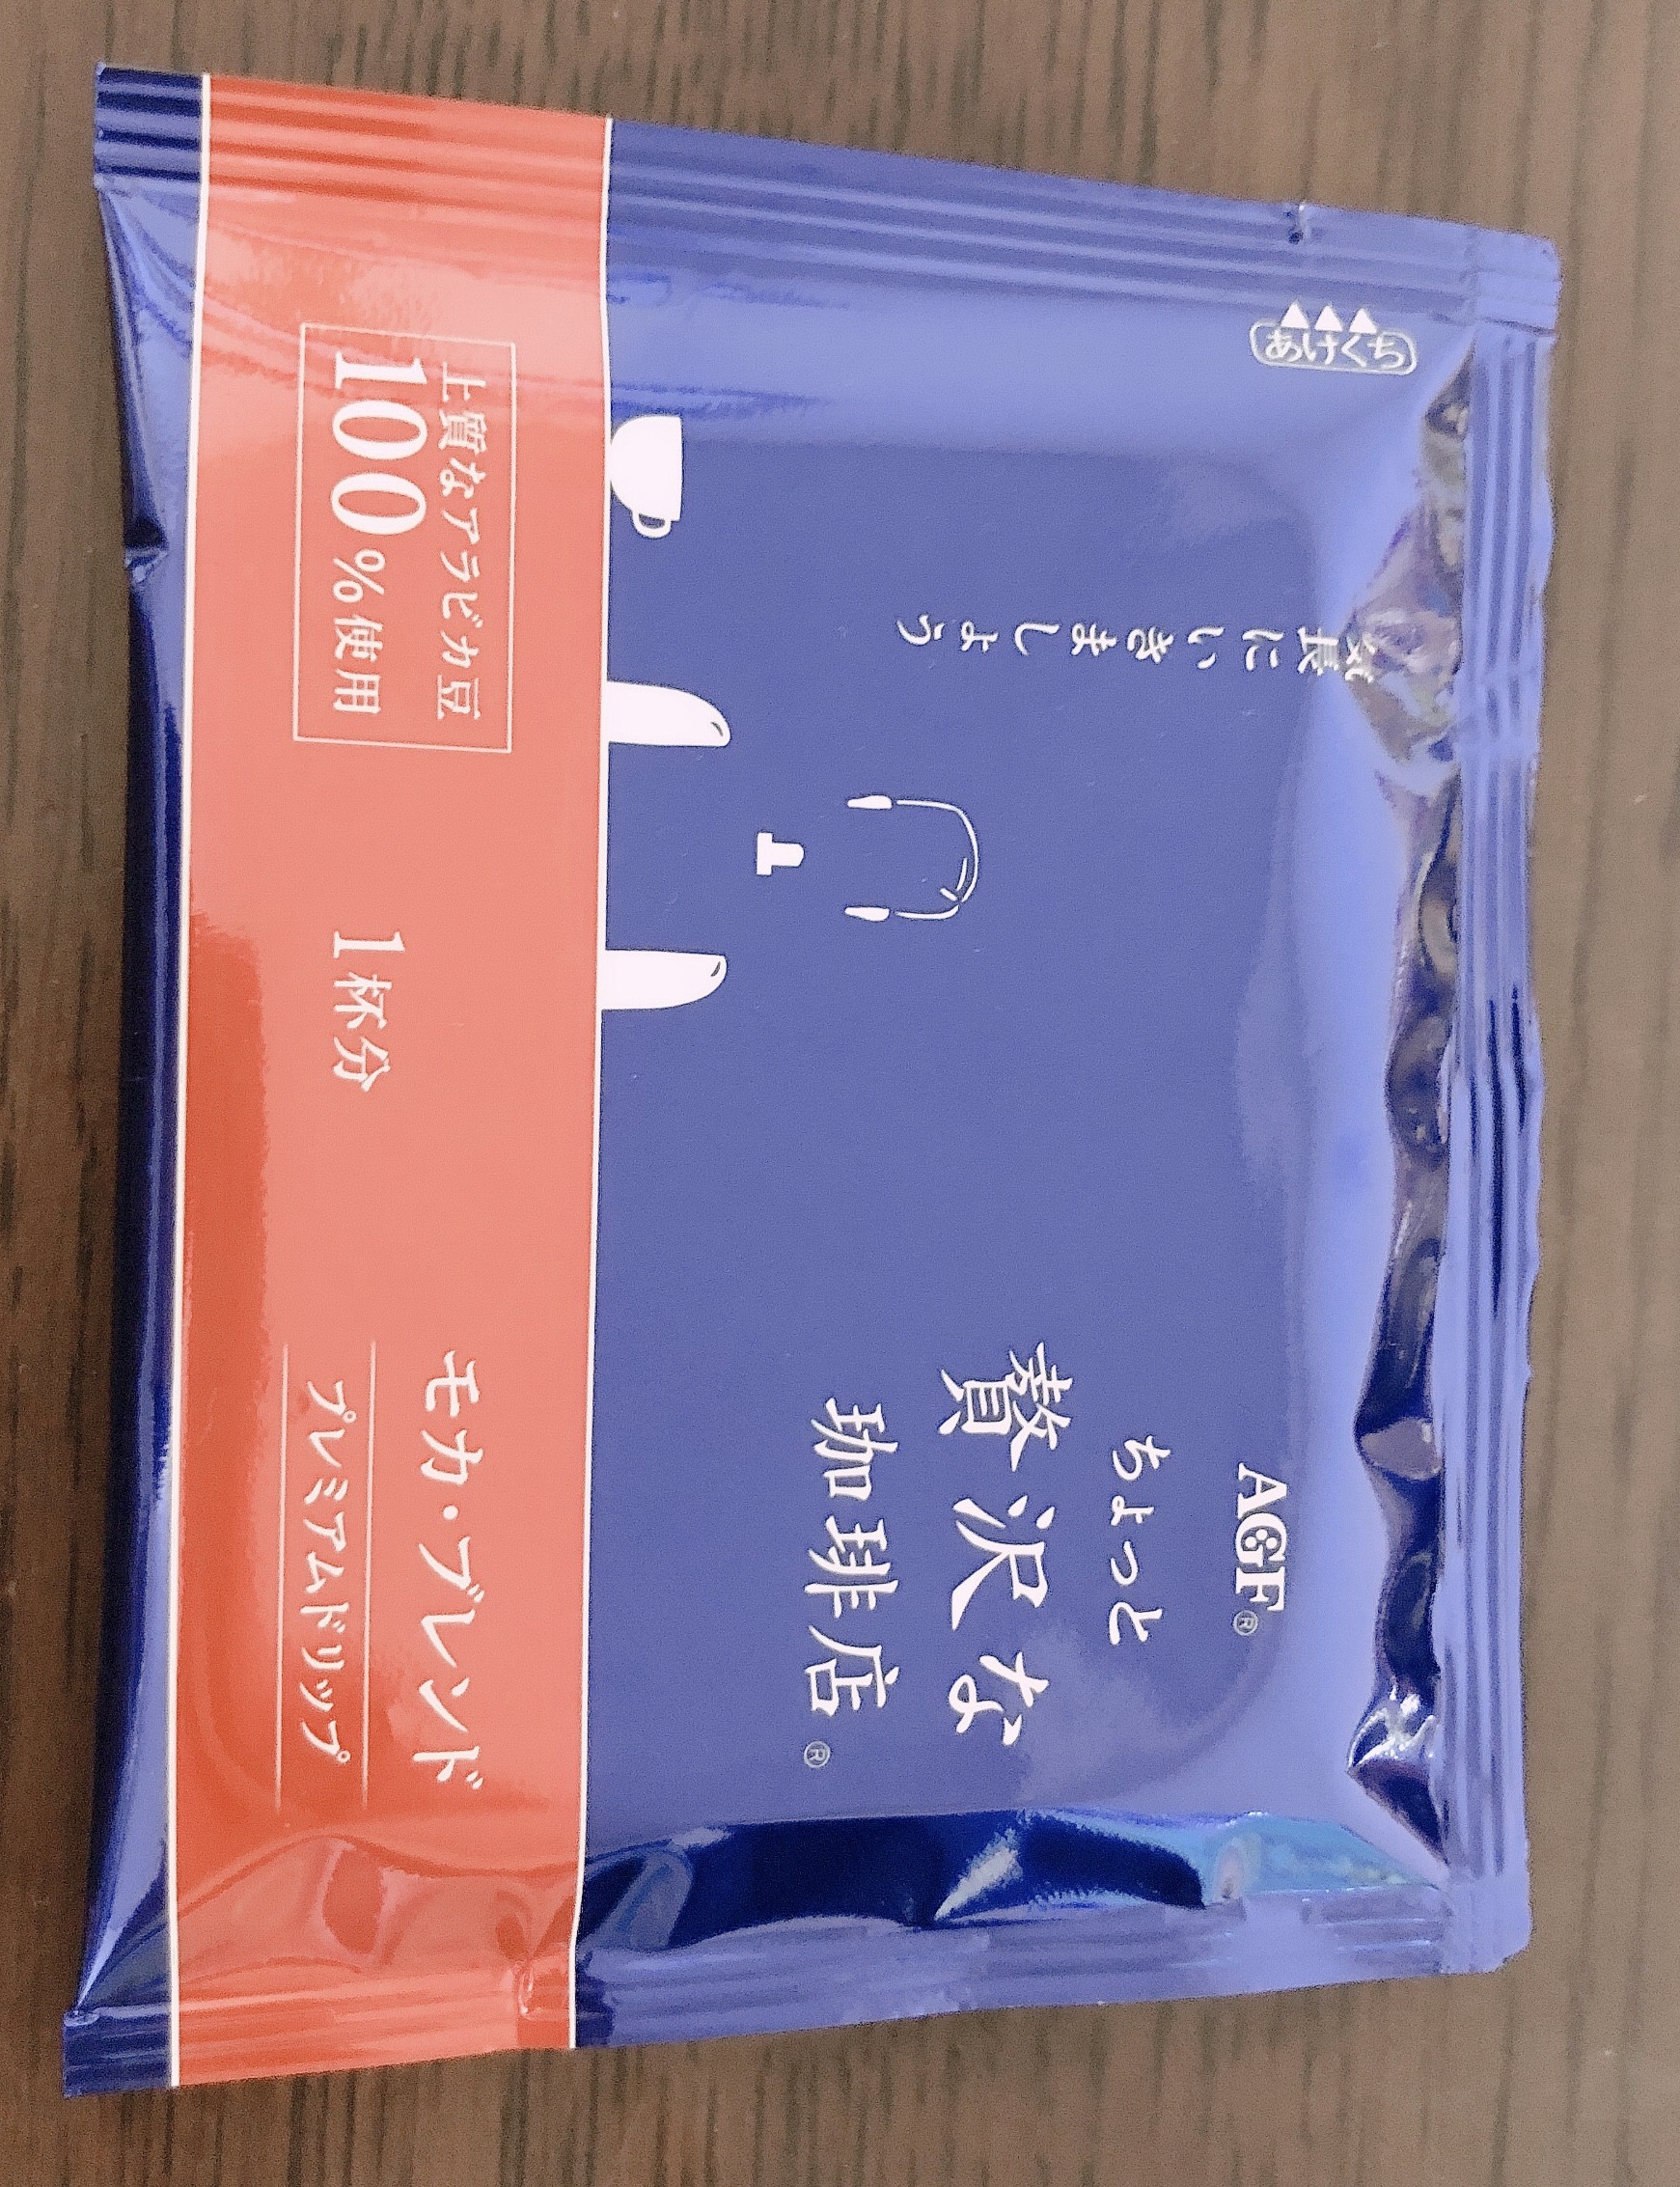 あけくち
気長にいきましょう
AGF®
ちょっと
贅沢な
珈琲店®
上質なアラビカ豆
100%使用
1杯分
モカ・ブレンド
プレミアムドリップ